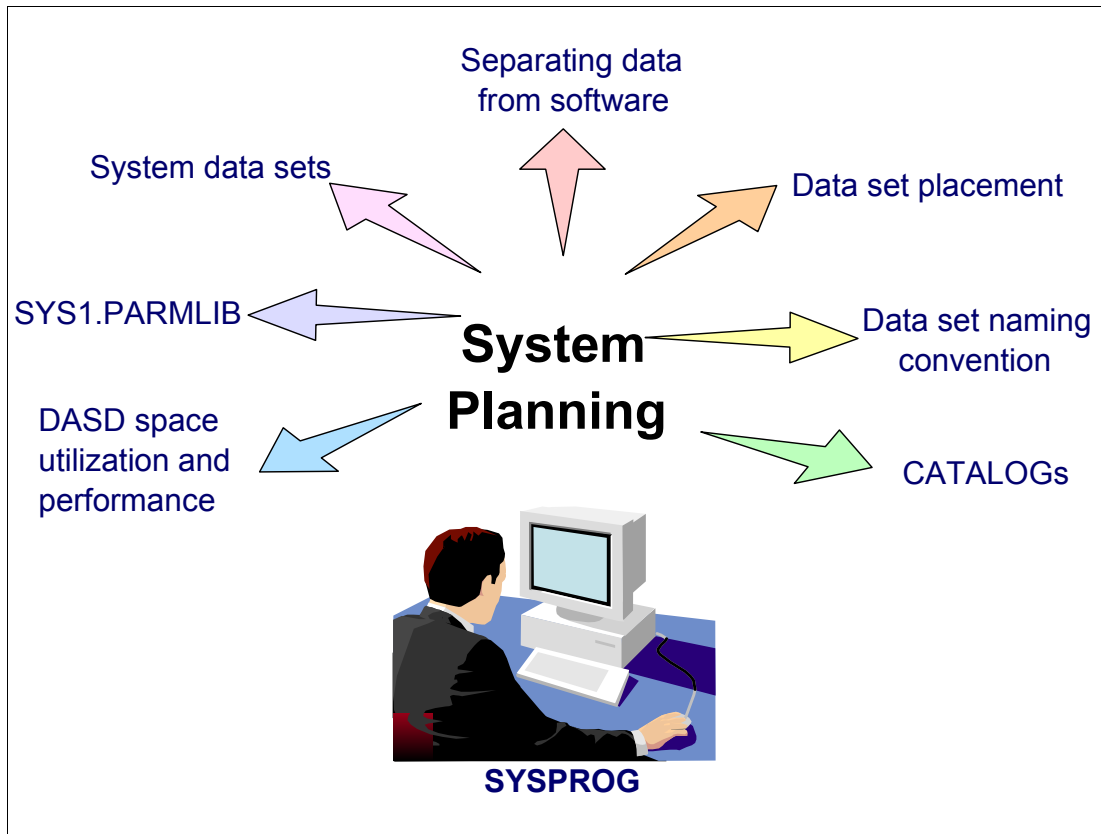 Separating data
from software
System data sets
Data set placement
SYS1.PARMLIB
Data set naming
convention
System
Planning
DASD space
utilization and
performance
CATALOGs
SYSPROG